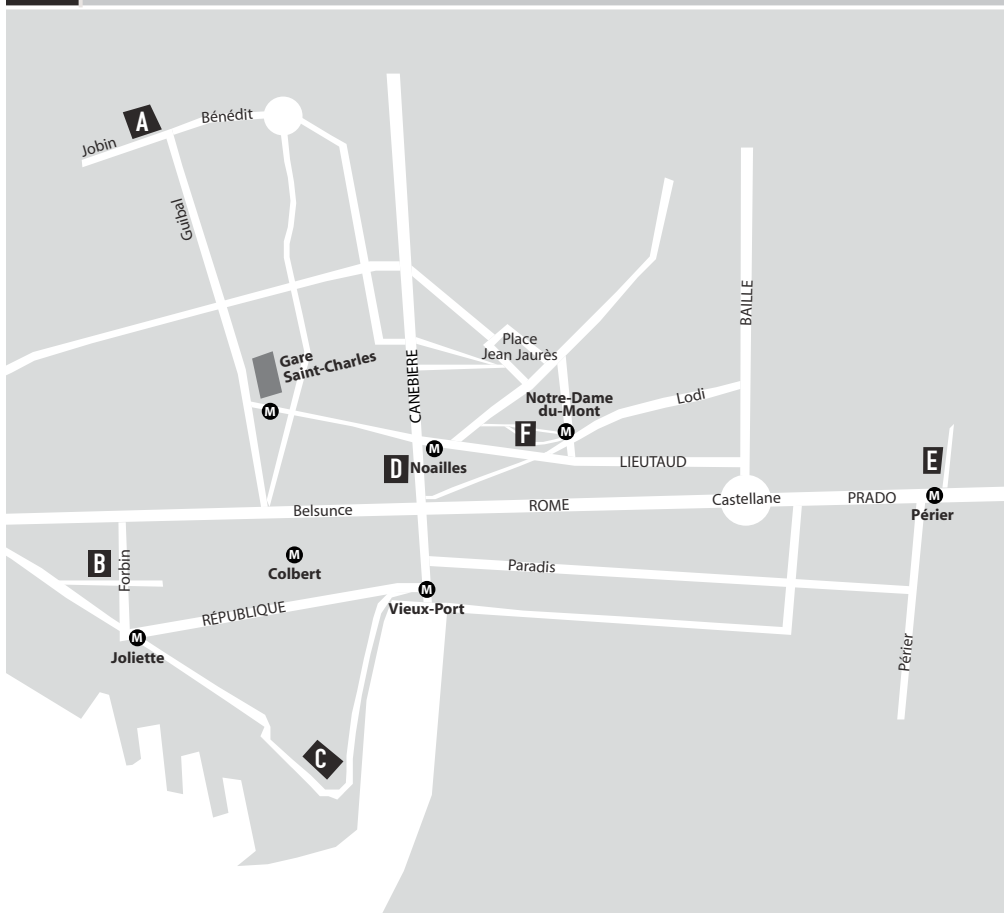 A
Bénédit
Jobin
Guibal
BAILLE
Place
Jean Jaurès
Gare
Saint-Charles
CANEBIERE
Notre-Dame
du-Mont
Lodi
M
M
F
M
D
Noailles
LIEUTAUD
E
M
Castellane
PRADO
ROME
Belsunce
Périer
B
Forbin
M
Colbert
Paradis
M
Vieux-Port
RÉPUBLIQUE
M
Joliette
Périer
C